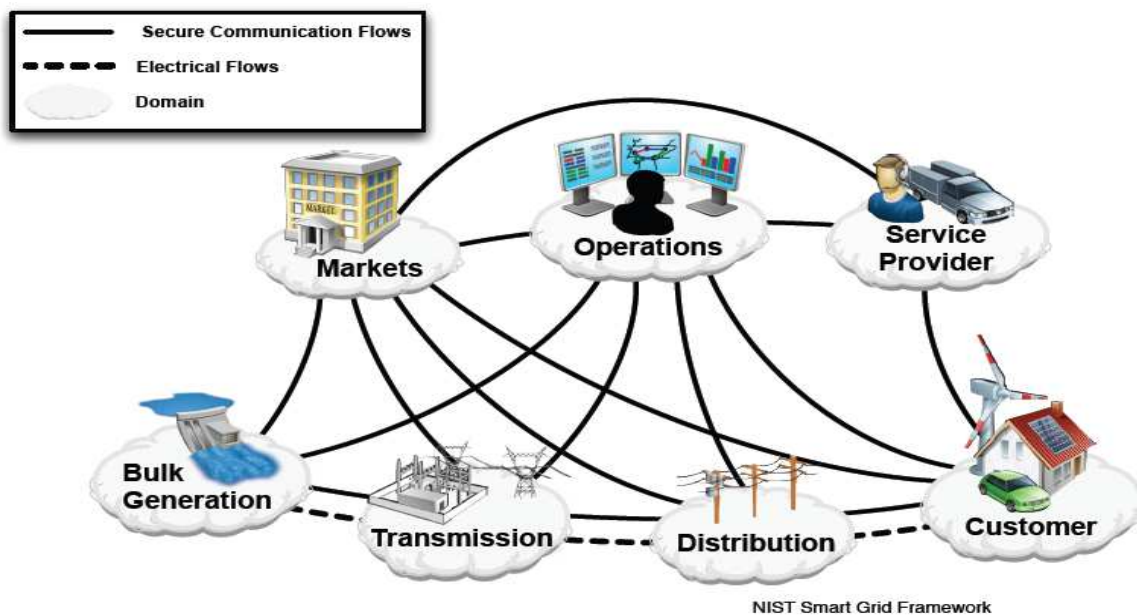 Secure Communication Flows
Electrical Flows
Domain
MARKET
Markets
Operations
Service
Provider
Bulk
Generation
Transmission
Distribution
Customer
NIST Smart Grid Framework